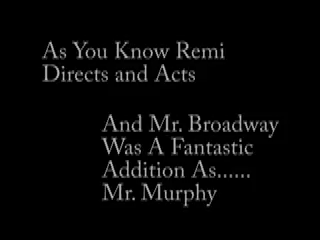 As You Know Remi
Directs and Acts
And Mr. Broadway
Was A Fantastic
Addition As......
Mr. Murphy